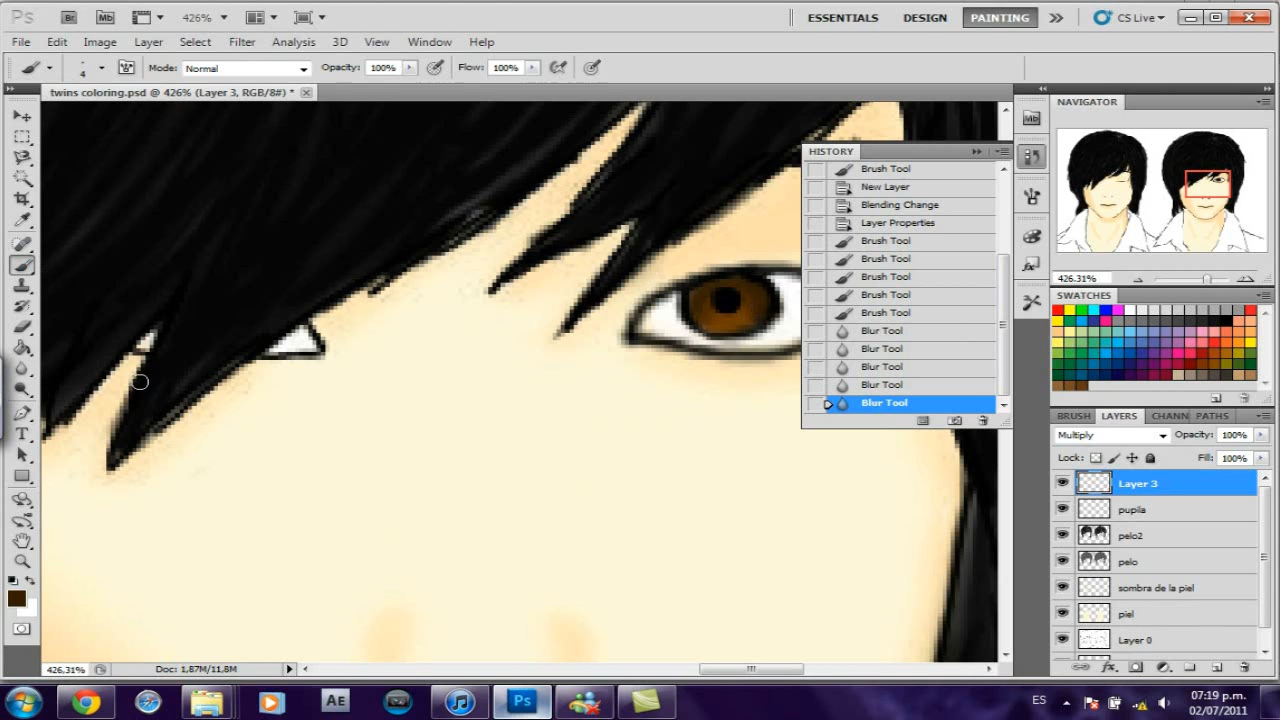 Ps Br Mb 426% ESSENTIALS DESIGN PAINTING CS Live
File Edit Image Layer Select Filter Analysis 3D View Window Help
4 Mode: Normal Opacity: 100% Flow: 100%
twins coloring.psd @ 426% (Layer 3, RGB/8#) *
HISTORY
Brush Tool
New Layer
Blending Change
Layer Properties
Brush Tool
Brush Tool
Brush Tool
Brush Tool
Brush Tool
Blur Tool
Blur Tool
Blur Tool
Blur Tool
Blur Tool
Mb
NAVIGATOR
426.31%
SWATCHES
BRUSH LAYERS CHANN PATHS
Multiply Opacity: 100%
Lock: Fill: 100%
Layer 3
pupila
pelo2
pelo
sombra de la piel
piel
Layer 0
426,31% Doc: 1,87M/11,8M
AE Ps ES 07:19 p.m.
02/07/2011